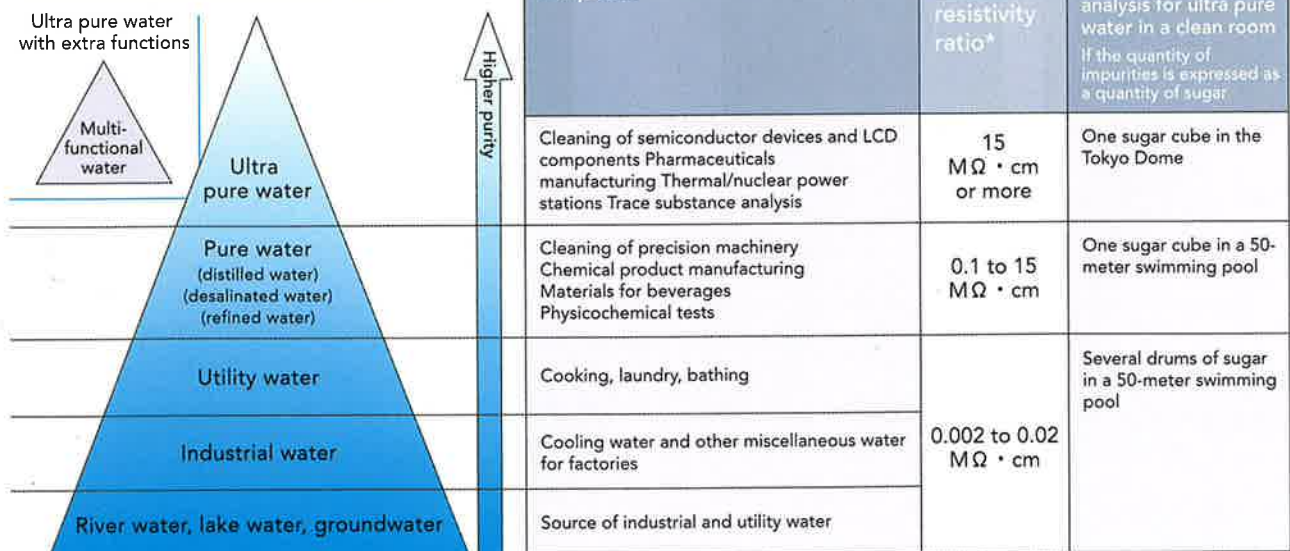 Ultra pure water
with extra functions
Multi-
functional
water
Ultra
pure water
Pure water
(distilled water)
(desalinated water)
(refined water)
Utility water
Industrial water
River water, lake water, groundwater
Higher purity
resistivity
ratio*
analysis for ultra pure
water in a clean room
If the quantity of
impurities is expressed as
a quantity of sugar
Cleaning of semiconductor devices and LCD
components Pharmaceuticals
manufacturing Thermal/nuclear power
stations Trace substance analysis
15
MΩ・cm
or more
One sugar cube in the
Tokyo Dome
Cleaning of precision machinery
Chemical product manufacturing
Materials for beverages
Physicochemical tests
0.1 to 15
MΩ・cm
One sugar cube in a 50-
meter swimming pool
Cooking, laundry, bathing
Several drums of sugar
in a 50-meter swimming
pool
Cooling water and other miscellaneous water
for factories
0.002 to 0.02
MΩ・cm
Source of industrial and utility water